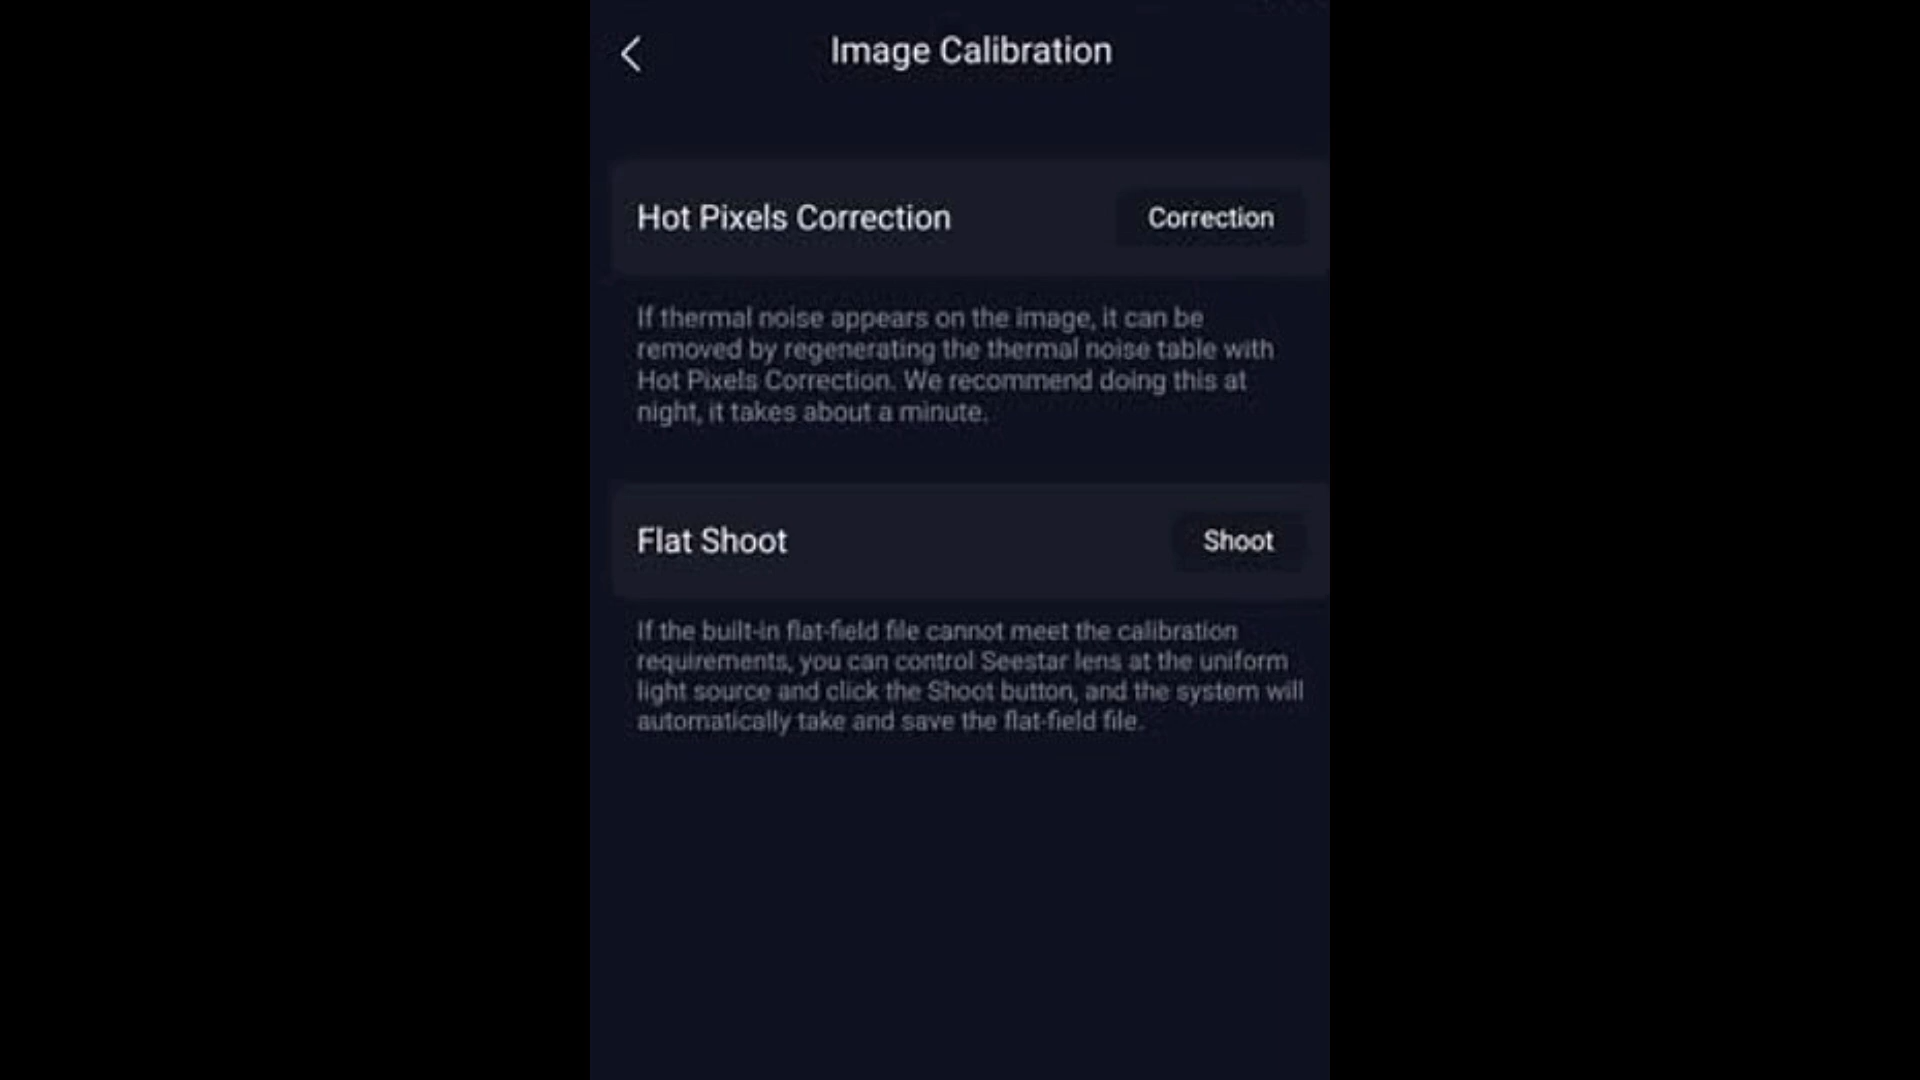 Image Calibration
Hot Pixels Correction
Correction
If thermal noise appears on the image, it can be
removed by regenerating the thermal noise table with
Hot Pixels Correction. We recommend doing this at
night, it takes about a minute.
Flat Shoot
Shoot
If the built-in flat-field file cannot meet the calibration
requirements, you can control Seestar lens at the uniform
light source and click the Shoot button, and the system will
automatically take and save the flat-field file.